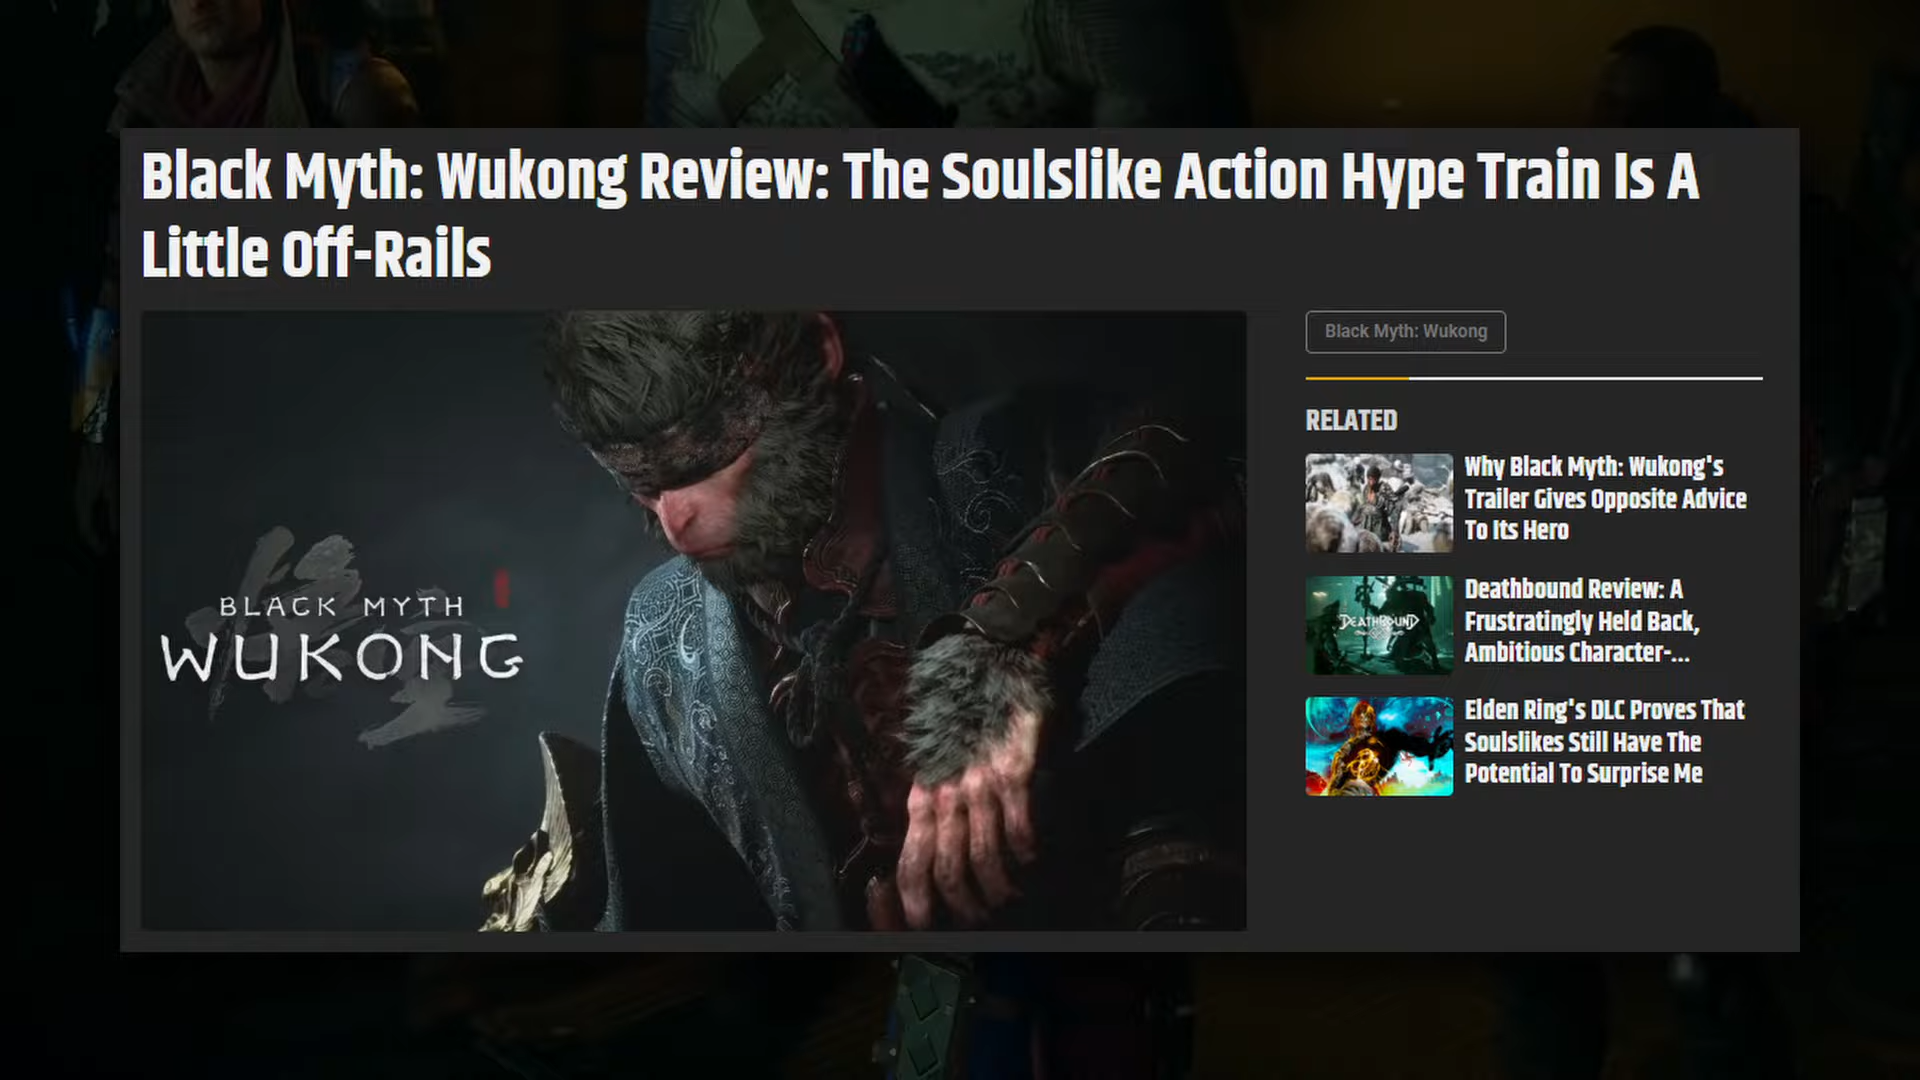 Black Myth: Wukong Review: The Soulslike Action Hype Train Is A
Little Off-Rails
BLACK MYTH
WUKONG
Black Myth: Wukong
RELATED
Why Black Myth: Wukong's
Trailer Gives Opposite Advice
To Its Hero
DEATHBOUND
Deathbound Review: A
Frustratingly Held Back,
Ambitious Character-...
Elden Ring's DLC Proves That
Soulslikes Still Have The
Potential To Surprise Me